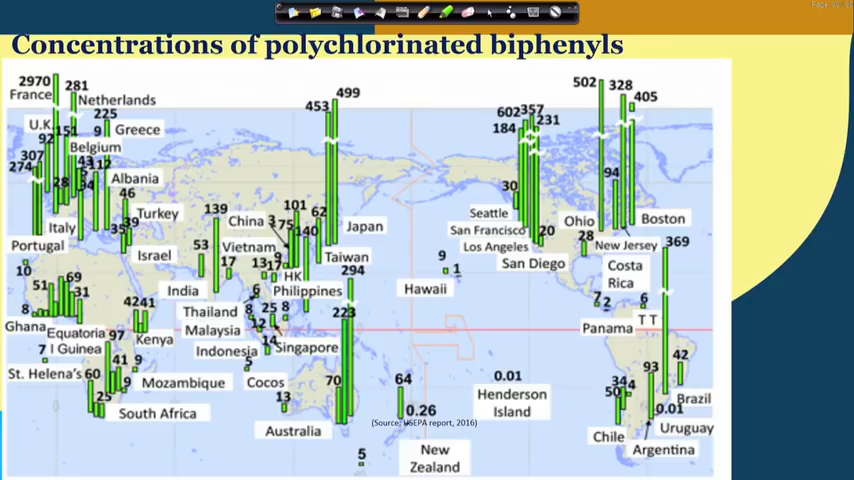 Concentrations of polychlorinated biphenyls
2970
France
281
Netherlands
225
U.K.
92
151
9
Greece
Belgium
307
274
28
43
94
112
Albania
46
Italy
Turkey
35
39
Portugal
Israel
10
499
453
139
China
3
75
101
140
62
Japan
53
Vietnam
17
13
17
9
HK
Taiwan
India
Philippines
294
Thailand
6
8
Malaysia
12
25
8
223
Indonesia
14
Singapore
5
Cocos
13
70
Australia
51
69
31
8
Ghana
Equatoria
l Guinea
42
41
Kenya
97
7
St. Helena's
60
41
9
9
Mozambique
25
South Africa
602
357
184
231
30
Seattle
San Francisco
Los Angeles
20
San Diego
9
1
Hawaii
502
328
405
94
Ohio
28
New Jersey
Boston
369
Costa
Rica
7
2
Panama
6
T T
64
0.26
0.01
Henderson
Island
(Source: USEPA report, 2016)
5
New
Zealand
34
50
4
93
42
Brazil
0.01
Uruguay
Chile
Argentina